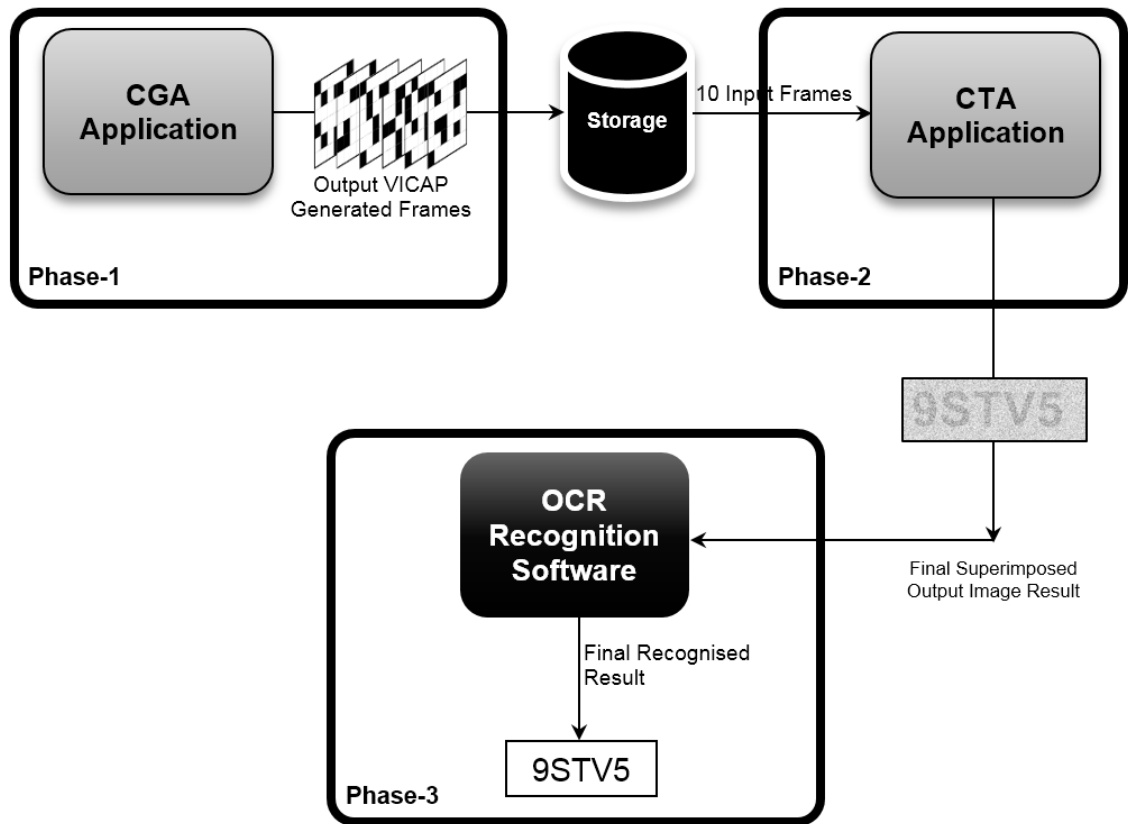 CGA
Application
Output VICAP
Generated Frames
Phase-1
Storage
10 Input Frames
CTA
Application
Phase-2
9STV5
Final Superimposed
Output Image Result
OCR
Recognition
Software
Final Recognised
Result
9STV5
Phase-3